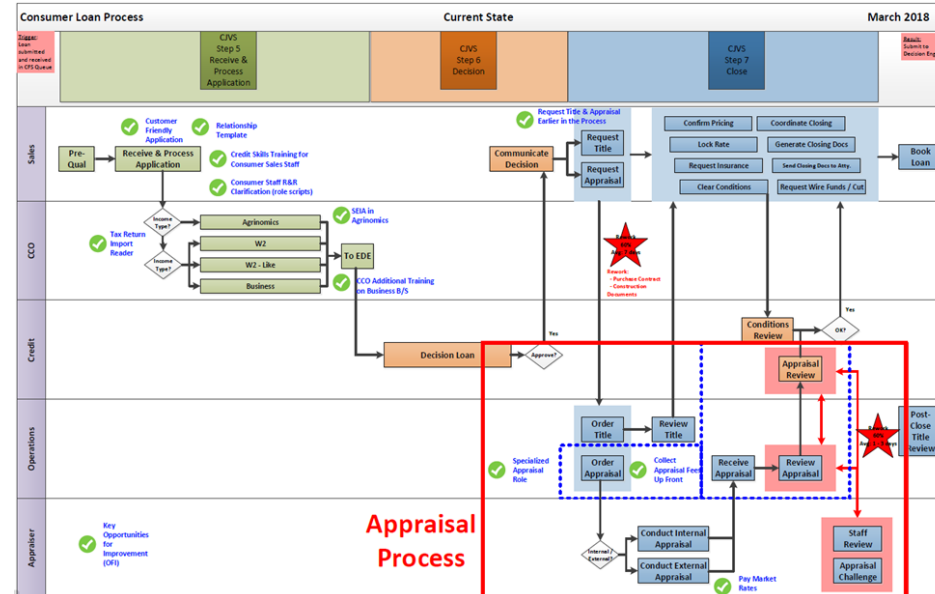 Consumer Loan Process
Current State
March 2018
Trigger:
Loan
submitted
and received
in CFS Queue
CJVS
Step 5
Receive &
Process
Application
CJVS
Step 6
Decision
CJVS
Step 7
Close
Result:
Submit to
Decision Eng
Sales
Customer
Friendly
Application
Relationship
Template
Pre-
Qual
Receive & Process
Application
Credit Skills Training for
Consumer Sales Staff
Consumer Staff R&R
Clarification (role scripts)
Communicate
Decision
Request Title & Appraisal
Earlier in the Process
Request
Title
Request
Appraisal
Confirm Pricing
Coordinate Closing
Lock Rate
Generate Closing Docs
Request Insurance
Send Closing Docs to Atty.
Clear Conditions
Request Wire Funds / Cut
Book
Loan
CCO
Income
Type?
Income
Type?
Tax Return
Import
Reader
Agrinomics
W2
W2 - Like
Business
SEIA in
Agrinomics
To EDE
CCO Additional Training
on Business B/S
Rework:
- Purchase Contract
- Construction
Documents
Credit
Decision Loan
Approve?
Yes
Conditions
Review
OK?
Yes
Appraisal
Review
Operations
Order
Title
Review
Title
Specialized
Appraisal
Role
Order
Appraisal
Collect
Appraisal Fees
Up Front
Receive
Appraisal
Review
Appraisal
Post-
Close
Title
Review
Appraiser
Key
Opportunities
for
Improvement
(OFI)
Appraisal
Process
Internal /
External?
Conduct Internal
Appraisal
Conduct External
Appraisal
Pay Market
Rates
Staff
Review
Appraisal
Challenge